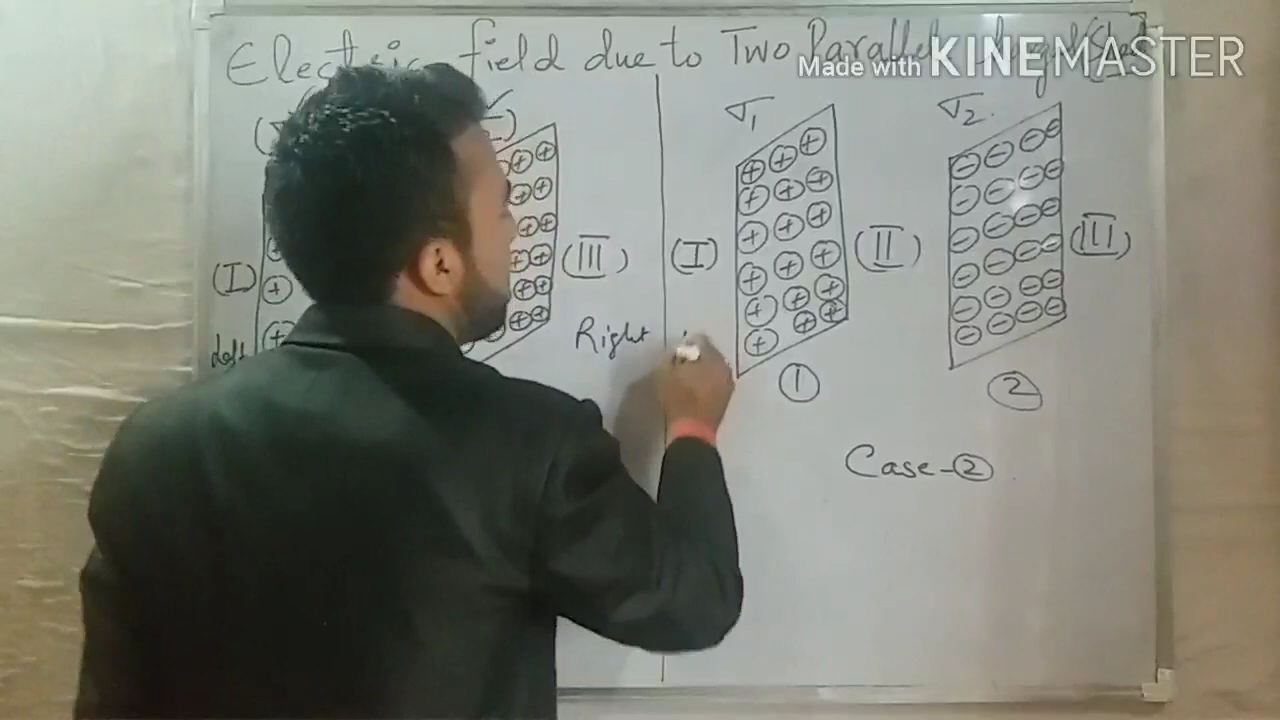 Electric field due to Two Parallel
Made with KINEMASTER
σ1
σ2
(I)
(III)
(I)
(II)
(III)
Left
Right
1
2
Case-2